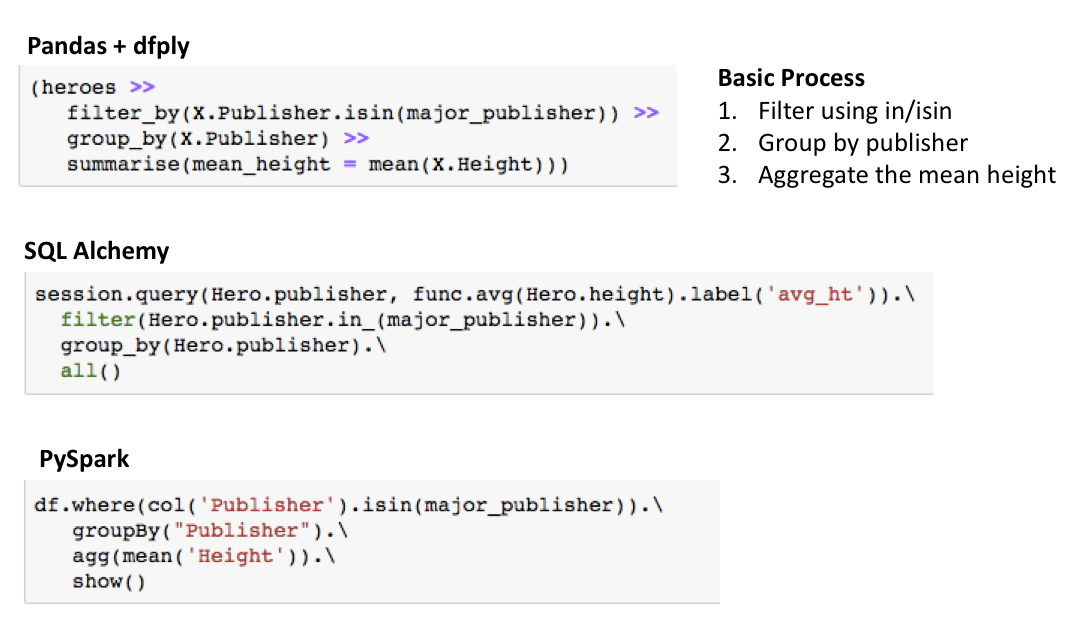 Pandas + dfply
(heroes >>
   filter_by(X.Publisher.isin(major_publisher)) >>
   group_by(X.Publisher) >>
   summarise(mean_height = mean(X.Height)))
Basic Process
1. Filter using in/isin
2. Group by publisher
3. Aggregate the mean height
SQL Alchemy
session.query(Hero.publisher, func.avg(Hero.height).label('avg_ht')).\
  filter(Hero.publisher.in_(major_publisher)).\
  group_by(Hero.publisher).\
  all()
PySpark
df.where(col('Publisher').isin(major_publisher)).\
   groupBy("Publisher").\
   agg(mean('Height')).\
   show()